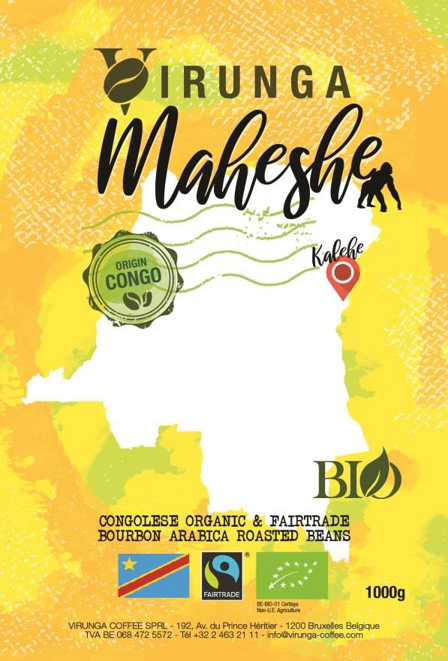 VIRUNGA
Maheshe
Kalehe
ORIGIN
CONGO
BIO
CONGOLESE ORGANIC & FAIRTRADE
BOURBON ARABICA ROASTED BEANS
FAIRTRADE
®
BE-BIO-01 Certisys
Non-U.E. Agriculture
1000g
VIRUNGA COFFEE SPRL - 192, Av. du Prince Héritier - 1200 Bruxelles Belgique
TVA BE 068 472 5572 - Tél +32 2 463 21 11 - info@virunga-coffee.com